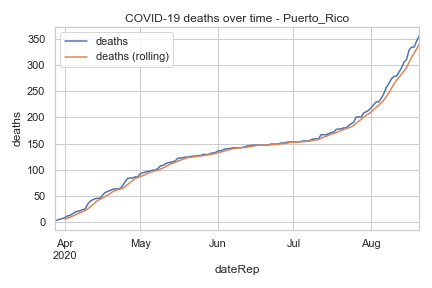 COVID-19 deaths over time - Puerto_Rico
deaths
deaths (rolling)
350
300
250
200
150
100
50
0
deaths
Apr
2020
May
Jun
Jul
Aug
dateRep